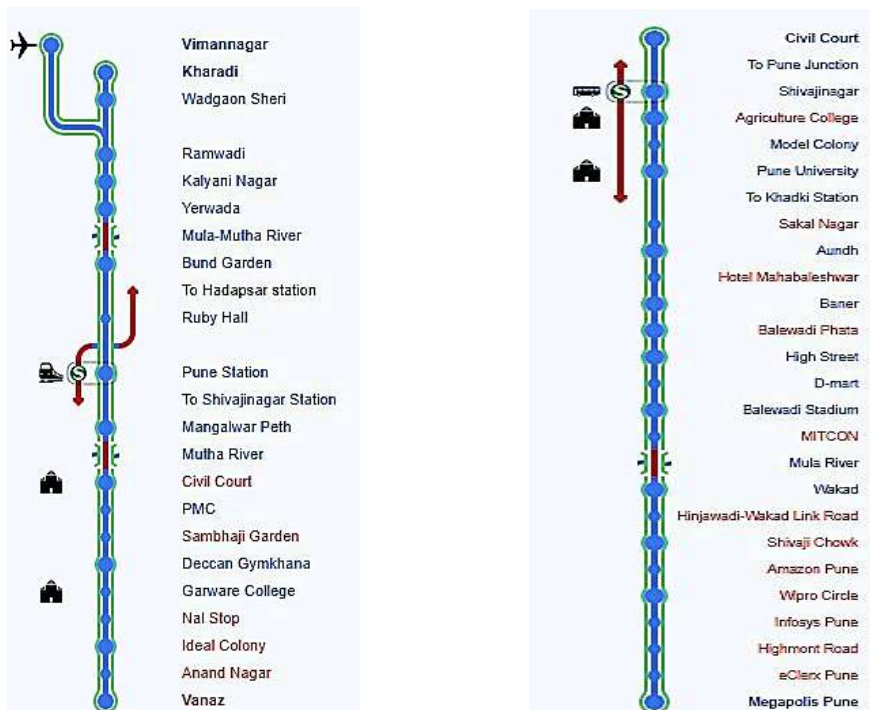 Vimannagar
Kharadi
Wadgaon Sheri
Ramwadi
Kalyani Nagar
Yerwada
Mula-Mutha River
Bund Garden
To Hadapsar station
Ruby Hall
S
Pune Station
To Shivajinagar Station
Mangalwar Peth
Mutha River
Civil Court
PMC
Sambhaji Garden
Deccan Gymkhana
Garware College
Nal Stop
Ideal Colony
Anand Nagar
Vanaz
Civil Court
To Pune Junction
S
Shivajinagar
Agriculture College
Model Colony
Pune University
To Khadki Station
Sakal Nagar
Aundh
Hotel Mahabaleshwar
Baner
Balewadi Phata
High Street
D-mart
Balewadi Stadium
MITCON
Mula River
Wakad
Hinjawadi-Wakad Link Road
Shivaji Chowk
Amazon Pune
Wipro Circle
Infosys Pune
Highmont Road
eClerx Pune
Megapolis Pune